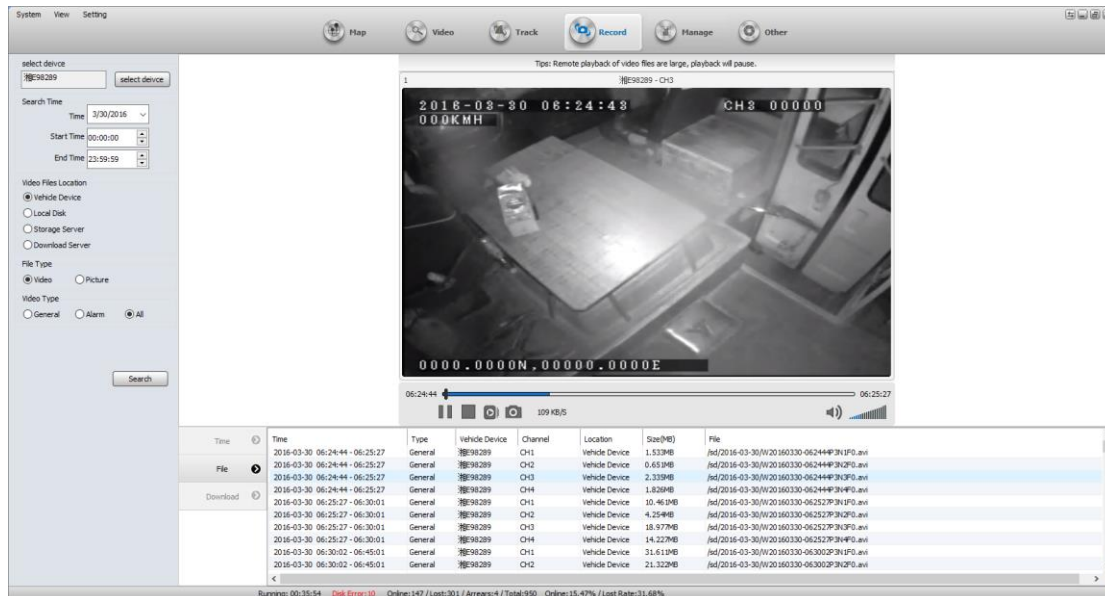 System View Setting
Map Video Track Record Manage Other
select deivce
湘E98289 select deivce
Search Time
Time 3/30/2016
Start Time 00:00:00
End Time 23:59:59
Video Files Location
Vehicle Device
Local Disk
Storage Server
Download Server
File Type
Video Picture
Video Type
General Alarm All
Search
Tips: Remote playback of video files are large, playback will pause.
1 湘E98289 - CH3
2016-03-30 06:24:43 CH3 00000
000KMH
0000.0000N,00000.0000E
06:24:44 06:25:27
109 KB/S
Time
File
Download
Time Type Vehicle Device Channel Location Size(MB) File
2016-03-30 06:24:44 - 06:25:27 General 湘E98289 CH1 Vehicle Device 1.533MB /sd/2016-03-30/W20160330-062444P3N1F0.avi
2016-03-30 06:24:44 - 06:25:27 General 湘E98289 CH2 Vehicle Device 0.651MB /sd/2016-03-30/W20160330-062444P3N2F0.avi
2016-03-30 06:24:44 - 06:25:27 General 湘E98289 CH3 Vehicle Device 2.335MB /sd/2016-03-30/W20160330-062444P3N3F0.avi
2016-03-30 06:24:44 - 06:25:27 General 湘E98289 CH4 Vehicle Device 1.826MB /sd/2016-03-30/W20160330-062444P3N4F0.avi
2016-03-30 06:25:27 - 06:30:01 General 湘E98289 CH1 Vehicle Device 10.461MB /sd/2016-03-30/W20160330-062527P3N1F0.avi
2016-03-30 06:25:27 - 06:30:01 General 湘E98289 CH2 Vehicle Device 4.254MB /sd/2016-03-30/W20160330-062527P3N2F0.avi
2016-03-30 06:25:27 - 06:30:01 General 湘E98289 CH3 Vehicle Device 18.977MB /sd/2016-03-30/W20160330-062527P3N3F0.avi
2016-03-30 06:25:27 - 06:30:01 General 湘E98289 CH4 Vehicle Device 14.227MB /sd/2016-03-30/W20160330-062527P3N4F0.avi
2016-03-30 06:30:02 - 06:45:01 General 湘E98289 CH1 Vehicle Device 31.611MB /sd/2016-03-30/W20160330-063002P3N1F0.avi
2016-03-30 06:30:02 - 06:45:01 General 湘E98289 CH2 Vehicle Device 21.322MB /sd/2016-03-30/W20160330-063002P3N2F0.avi
Running: 00:35:54 Disk Error:10 Online:147 / Lost:301 / Arrears:4 / Total:950 Online:15.47% / Lost Rate:31.68%